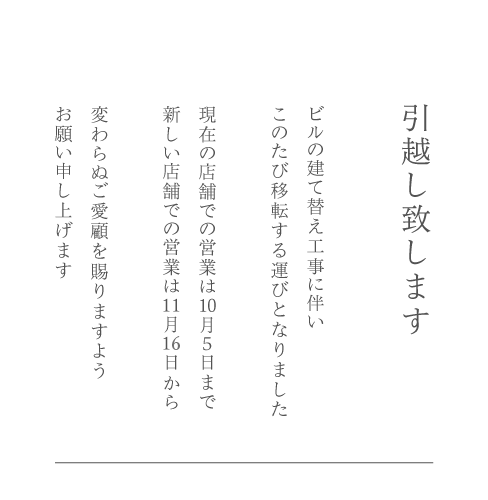 引越し致します
ビルの建て替え工事に伴い
このたび移転する運びとなりました
現在の店舗での営業は10月5日まで
新しい店舗での営業は11月16日から
変わらぬご愛顧を賜りますよう
お願い申し上げます